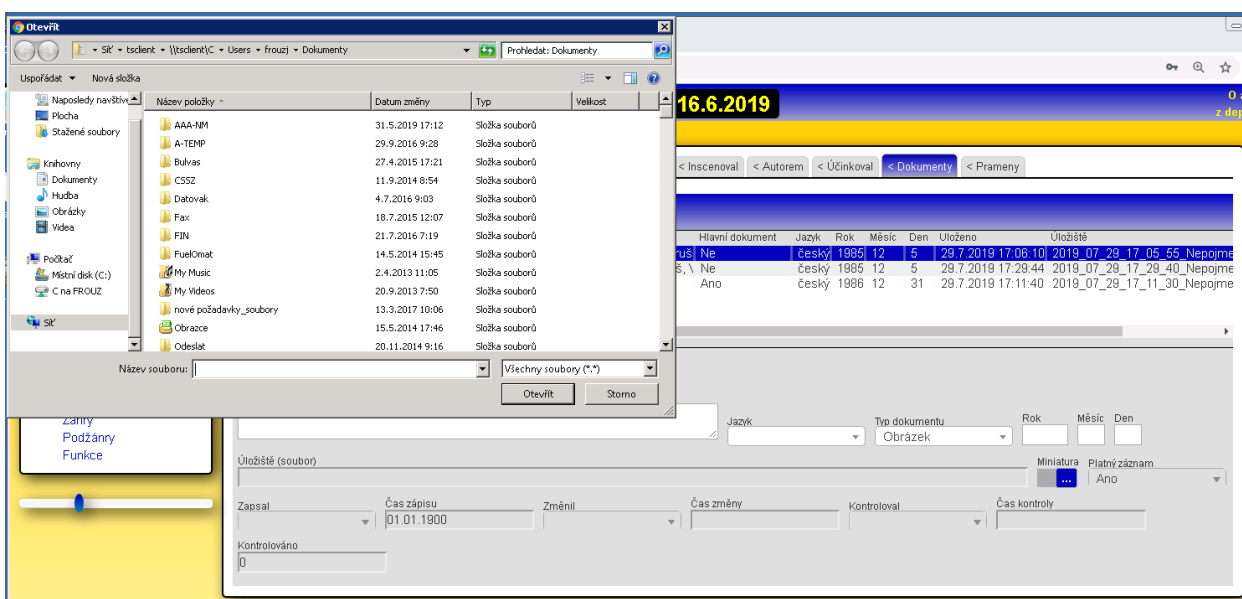 Otevřít
Síť ▸ tsclient ▸ \\tsclient\C ▸ Users ▸ frouzj ▸ Dokumenty
Prohledat: Dokumenty
Uspořádat Nová složka
Naposledy navštíve
Plocha
Stažené soubory
Knihovny
Dokumenty
Hudba
Obrázky
Videa
Počítač
Místní disk (C:)
C na FROUZ
Síť
Název položky Datum změny Typ Velikost
AAA-NM 31.5.2019 17:12 Složka souborů
A-TEMP 29.9.2016 9:28 Složka souborů
Bulvas 27.4.2015 17:21 Složka souborů
CSSZ 11.9.2014 8:54 Složka souborů
Datovak 4.7.2016 9:03 Složka souborů
Fax 18.7.2015 12:07 Složka souborů
FIN 21.7.2016 7:19 Složka souborů
FuelOmat 14.5.2015 15:45 Složka souborů
My Music 2.4.2013 11:05 Složka souborů
My Videos 20.9.2013 7:50 Složka souborů
nové požadavky_soubory 13.3.2017 10:06 Složka souborů
Obrazce 15.5.2014 17:46 Složka souborů
Odeslat 20.11.2014 9:16 Složka souborů
Název souboru: Všechny soubory (*.*)
Otevřít Storno
16.6.2019
z dep
< Inscenoval < Autorem < Účinkoval < Dokumenty < Prameny
Hlavní dokument Jazyk Rok Měsíc Den Uloženo Úložiště
ruš Ne český 1985 12 5 29.7.2019 17:06:10 2019_07_29_17_05_55_Nepojme
š, \ Ne český 1985 12 5 29.7.2019 17:29:44 2019_07_29_17_29_40_Nepojme
Ano český 1986 12 31 29.7.2019 17:11:40 2019_07_29_17_11_30_Nepojme
Žánry
Podžánry
Funkce
Jazyk Typ dokumentu Rok Měsíc Den
Obrázek
Úložiště (soubor) Miniatura Platný záznam
... Ano
Zapsal Čas zápisu Změnil Čas změny Kontroloval Čas kontroly
01.01.1900
Kontrolováno
0